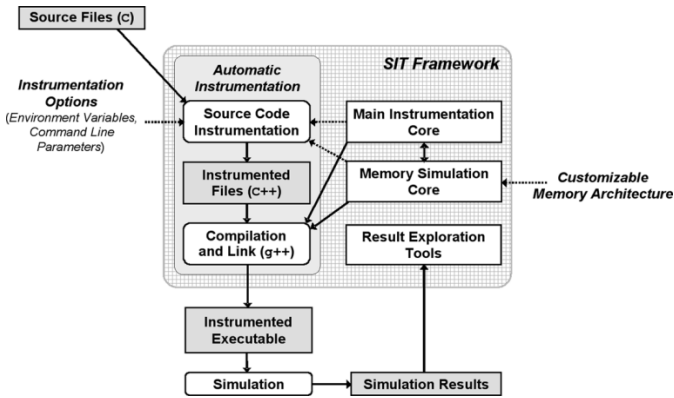 Source Files (C)
SIT Framework
Automatic
Instrumentation
Instrumentation
Options
(Environment Variables,
Command Line
Parameters)
Source Code
Instrumentation
Main Instrumentation
Core
Instrumented
Files (C++)
Memory Simulation
Core
Customizable
Memory Architecture
Compilation
and Link (g++)
Result Exploration
Tools
Instrumented
Executable
Simulation
Simulation Results